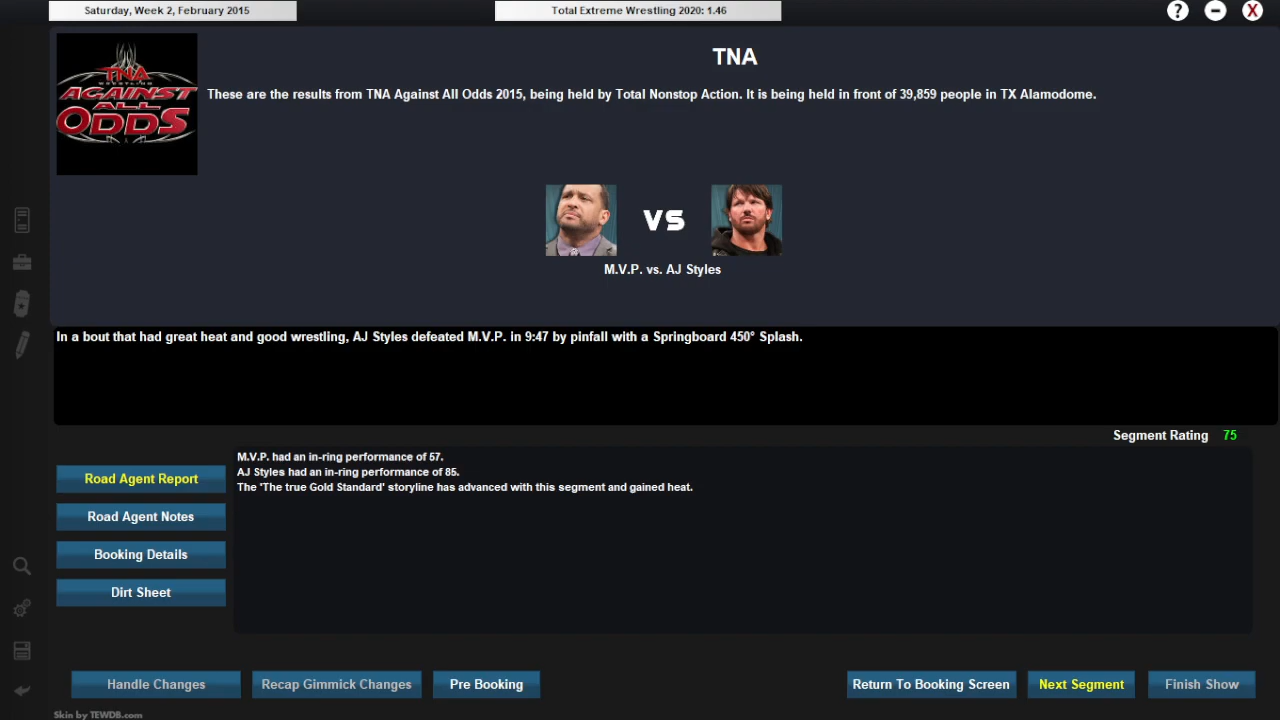 Saturday, Week 2, February 2015
Total Extreme Wrestling 2020: 1.46
?
X
TNA
TNA
WRESTLING
AGAINST
ALL
ODDS
These are the results from TNA Against All Odds 2015, being held by Total Nonstop Action. It is being held in front of 39,859 people in TX Alamodome.
VS
M.V.P. vs. AJ Styles
In a bout that had great heat and good wrestling, AJ Styles defeated M.V.P. in 9:47 by pinfall with a Springboard 450° Splash.
Segment Rating 75
M.V.P. had an in-ring performance of 57.
AJ Styles had an in-ring performance of 85.
The 'The true Gold Standard' storyline has advanced with this segment and gained heat.
Road Agent Report
Road Agent Notes
Booking Details
Dirt Sheet
Handle Changes
Recap Gimmick Changes
Pre Booking
Return To Booking Screen
Next Segment
Finish Show
Skin by TEWDB.com